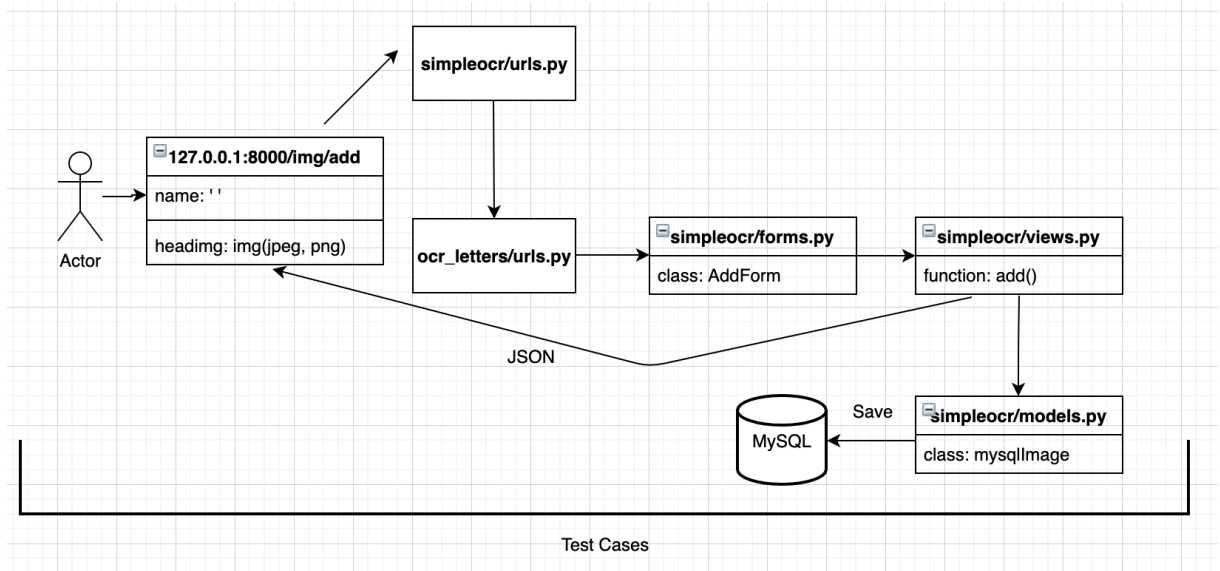 simpleocr/urls.py
127.0.0.1:8000/img/add
name: ' '
headimg: img(jpeg, png)
Actor
ocr_letters/urls.py
simpleocr/forms.py
class: AddForm
simpleocr/views.py
function: add()
JSON
MySQL
Save
simpleocr/models.py
class: mysqlImage
Test Cases